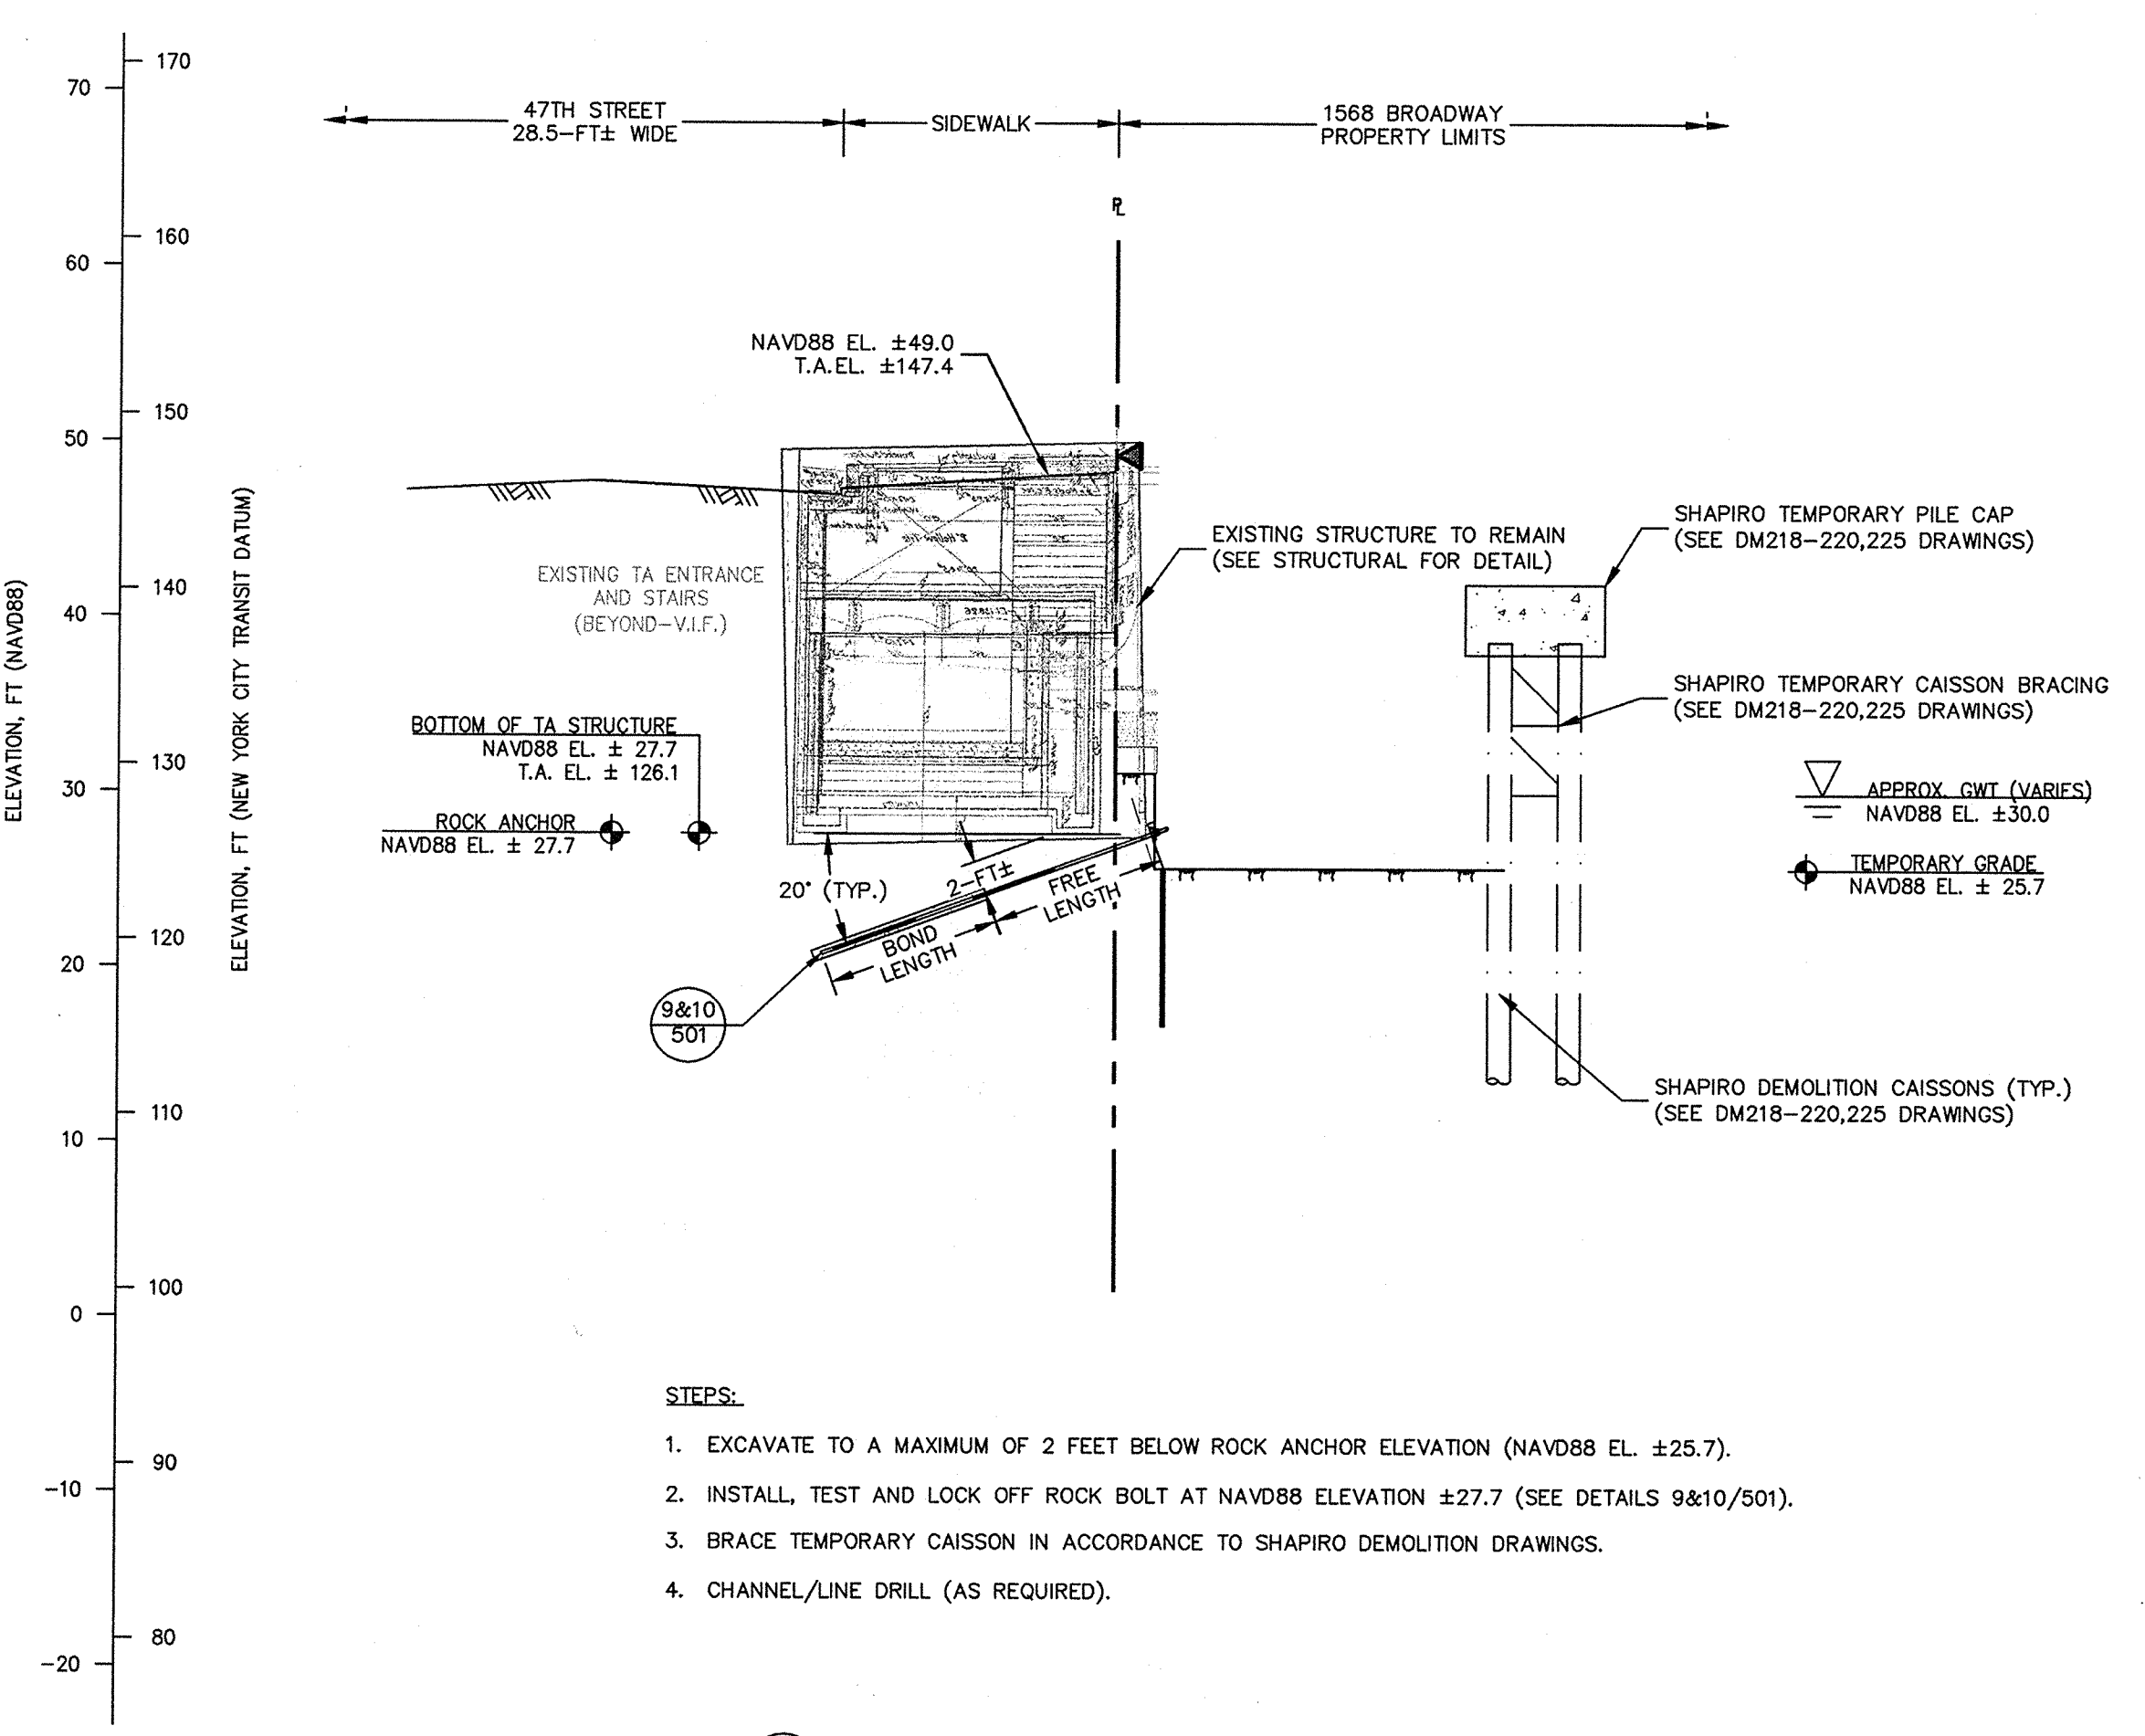 70
60
50
40
30
20
10
0
-10
-20
ELEVATION, FT (NAVD88)
170
160
150
140
130
120
110
100
90
80
ELEVATION, FT (NEW YORK CITY TRANSIT DATUM)
47TH STREET
28.5-FT± WIDE
SIDEWALK
1568 BROADWAY
PROPERTY LIMITS
PL
NAVD88 EL. ±49.0
T.A.EL. ±147.4
EXISTING TA ENTRANCE
AND STAIRS
(BEYOND-V.I.F.)
EXISTING STRUCTURE TO REMAIN
(SEE STRUCTURAL FOR DETAIL)
SHAPIRO TEMPORARY PILE CAP
(SEE DM218-220,225 DRAWINGS)
SHAPIRO TEMPORARY CAISSON BRACING
(SEE DM218-220,225 DRAWINGS)
BOTTOM OF TA STRUCTURE
NAVD88 EL. ± 27.7
T.A. EL. ± 126.1
ROCK ANCHOR
NAVD88 EL. ± 27.7
APPROX. GWT (VARIES)
NAVD88 EL. ±30.0
TEMPORARY GRADE
NAVD88 EL. ± 25.7
20° (TYP.)
2-FT±
FREE
LENGTH
BOND
LENGTH
9&10
501
SHAPIRO DEMOLITION CAISSONS (TYP.)
(SEE DM218-220,225 DRAWINGS)
STEPS:
1. EXCAVATE TO A MAXIMUM OF 2 FEET BELOW ROCK ANCHOR ELEVATION (NAVD88 EL. ±25.7).
2. INSTALL, TEST AND LOCK OFF ROCK BOLT AT NAVD88 ELEVATION ±27.7 (SEE DETAILS 9&10/501).
3. BRACE TEMPORARY CAISSON IN ACCORDANCE TO SHAPIRO DEMOLITION DRAWINGS.
4. CHANNEL/LINE DRILL (AS REQUIRED).